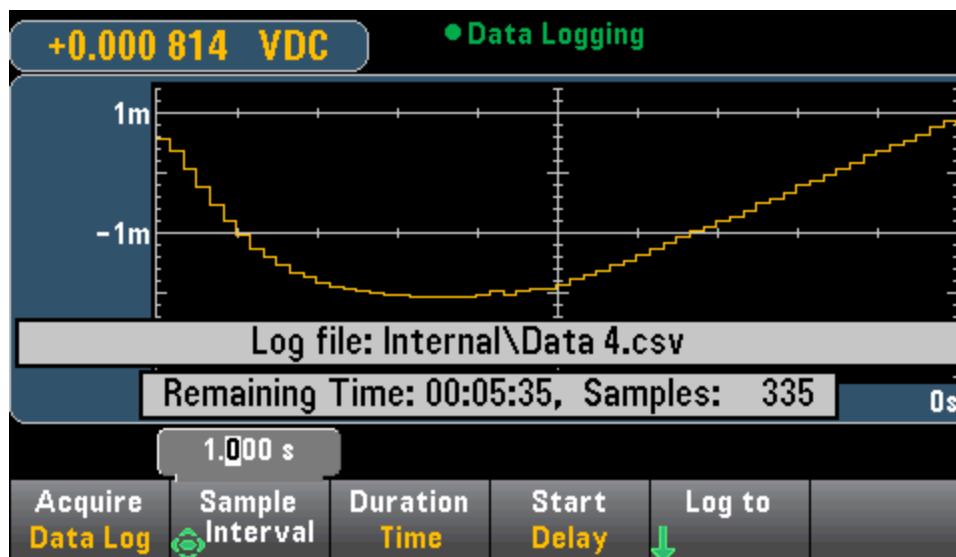 +0.000 814 VDC
Data Logging
1m
-1m
Log file: Internal\Data 4.csv
Remaining Time: 00:05:35, Samples: 335
0s
1.000 s
Acquire
Data Log
Sample
Interval
Duration
Time
Start
Delay
Log to